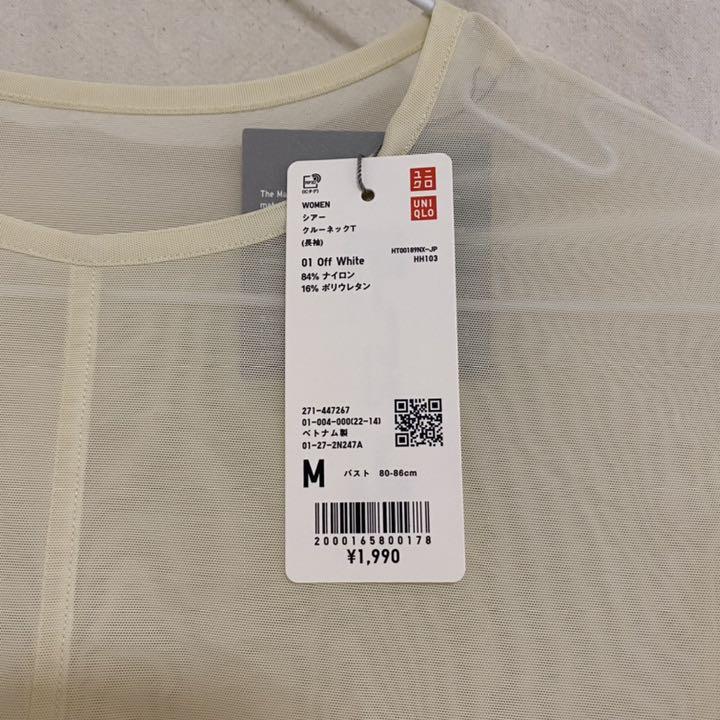 The Ma
RFID
(ICタグ)
ユニ
クロ
UNI
QLO
WOMEN
シアー
クルーネックT
(長袖)
01 Off White
HT00189NX-JP
HH103
84% ナイロン
16% ポリウレタン
271-447267
01-004-000(22-14)
ベトナム製
01-27-2N247A
M バスト 80-86cm
2000165800178
¥1,990